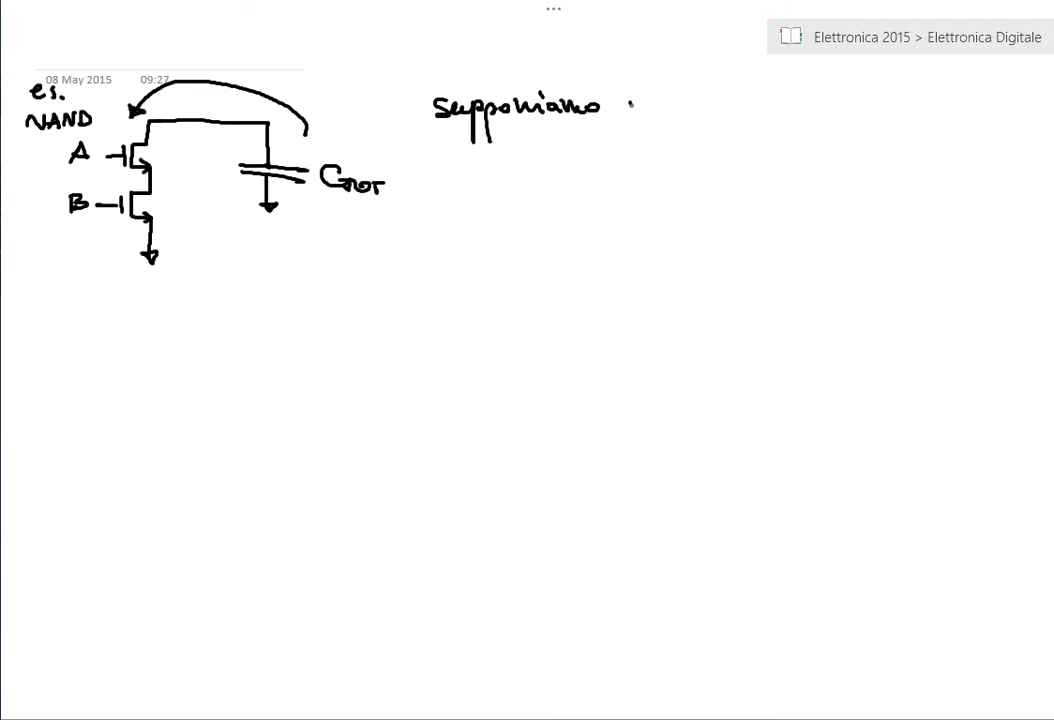 ...
Elettronica 2015 > Elettronica Digitale
08 May 2015 09:27
es.
NAND
A
B
CTOT
supponiamo